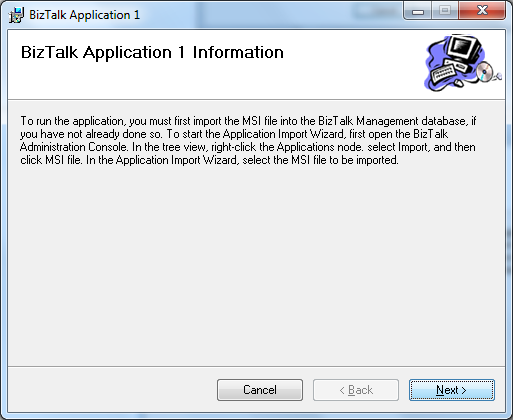 BizTalk Application 1
BizTalk Application 1 Information
To run the application, you must first import the MSI file into the BizTalk Management database, if
you have not already done so. To start the Application Import Wizard, first open the BizTalk
Administration Console. In the tree view, right-click the Applications node. select Import, and then
click MSI file. In the Application Import Wizard, select the MSI file to be imported.
Cancel
< Back
Next >